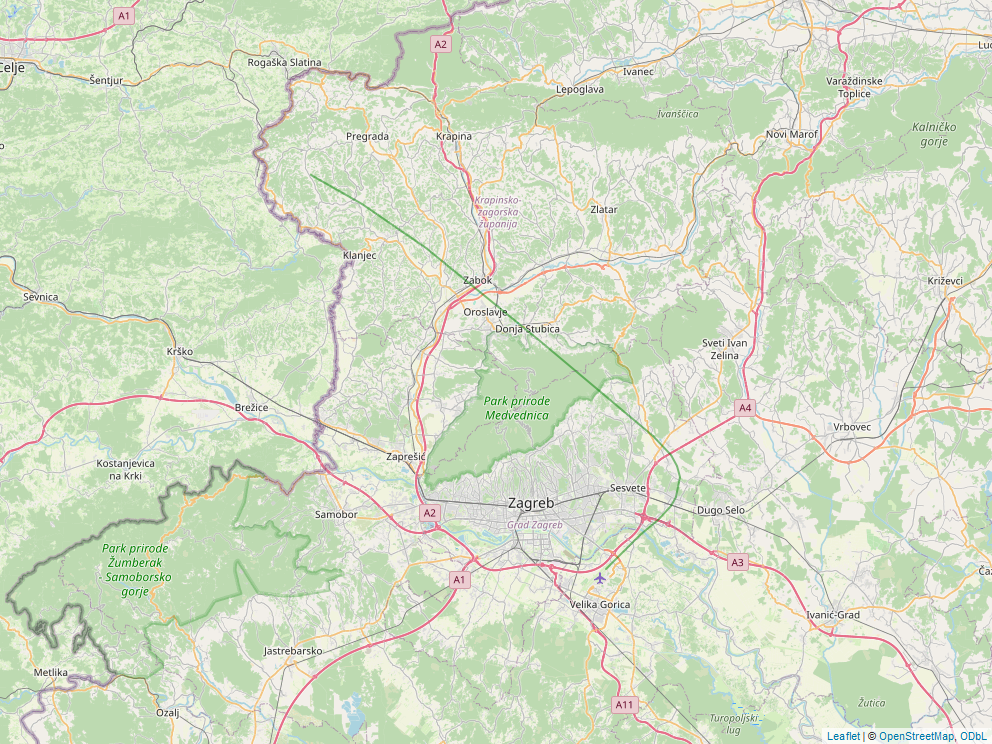 A1
A2
Celje
Rogaška Slatina
Šentjur
Ivanec
Lepoglava
Varaždinske
Toplice
Ivanščica
Pregrada
Krapina
Novi Marof
Kalničko
gorje
Krapinsko-
zagorska
županija
Zlatar
Klanjec
Zabok
Križevci
Sevnica
Oroslavje
Donja Stubica
Krško
Sveti Ivan
Zelina
Brežice
Park prirode
Medvednica
A4
Vrbovec
Kostanjevica
na Krki
Zaprešić
Sesvete
Zagreb
Samobor
A2
Grad Zagreb
Dugo Selo
Park prirode
Žumberak
- Samoborsko
gorje
A3
A1
Velika Gorica
Ivanić-Grad
Jastrebarsko
Metlika
Ozalj
A11
Turopoljski
lug
Žutica
Leaflet | © OpenStreetMap, ODbL